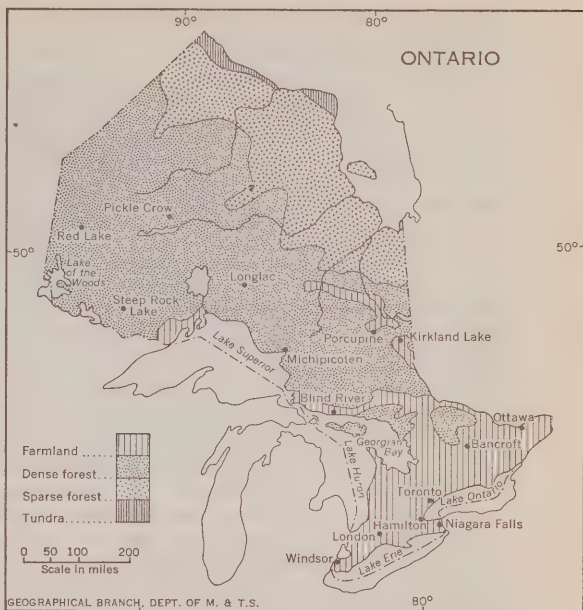 90°
80°
ONTARIO
Pickle Crow
Red Lake
50°
50°
Lake
of the
Woods
Longlac
Steep Rock
Lake
Porcupine
Kirkland Lake
Michipicoten
Lake Superior
Blind River
Ottawa
Georgian
Bay
Bancroft
Lake Huron
Farmland
Dense forest
Sparse forest
Tundra
Toronto
Lake Ontario
Hamilton
Niagara Falls
London
Windsor
Lake Erie
0 50 100 200
Scale in miles
GEOGRAPHICAL BRANCH, DEPT. OF M. & T.S.
80°